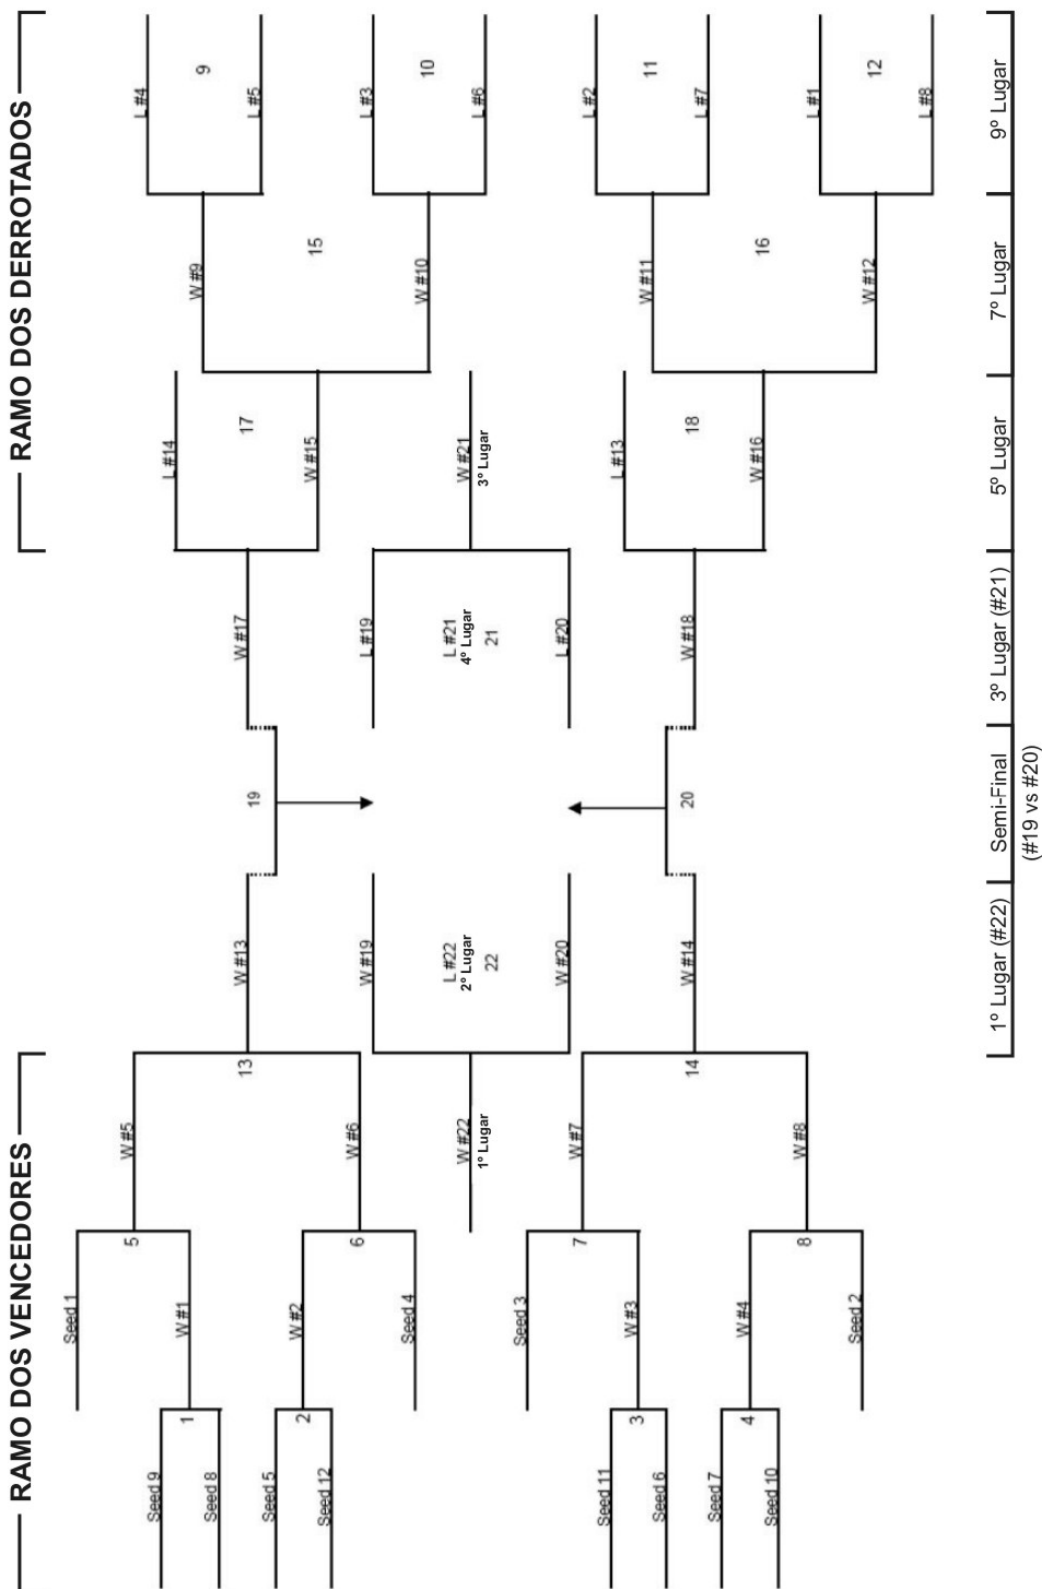 RAMO DOS VENCEDORES
RAMO DOS DERROTADOS
Seed 9
Seed 8
1
Seed 5
Seed 12
2
Seed 11
Seed 6
3
Seed 7
Seed 10
4
Seed 1
W #1
5
W #2
Seed 4
6
Seed 3
W #3
7
W #4
Seed 2
8
W #5
W #6
13
W #22
1º Lugar
W #7
W #8
14
W #13
W #19
L #22
2º Lugar
22
W #20
W #14
19
20
W #17
L #19
L #21
4º Lugar
21
L #20
W #18
L #14
17
W #15
W #21
3º Lugar
L #13
18
W #16
W #9
15
W #10
W #11
16
W #12
L #4
9
L #5
L #3
10
L #6
L #2
11
L #7
L #1
12
L #8
1º Lugar (#22)
Semi-Final
(#19 vs #20)
3º Lugar (#21)
5º Lugar
7º Lugar
9º Lugar